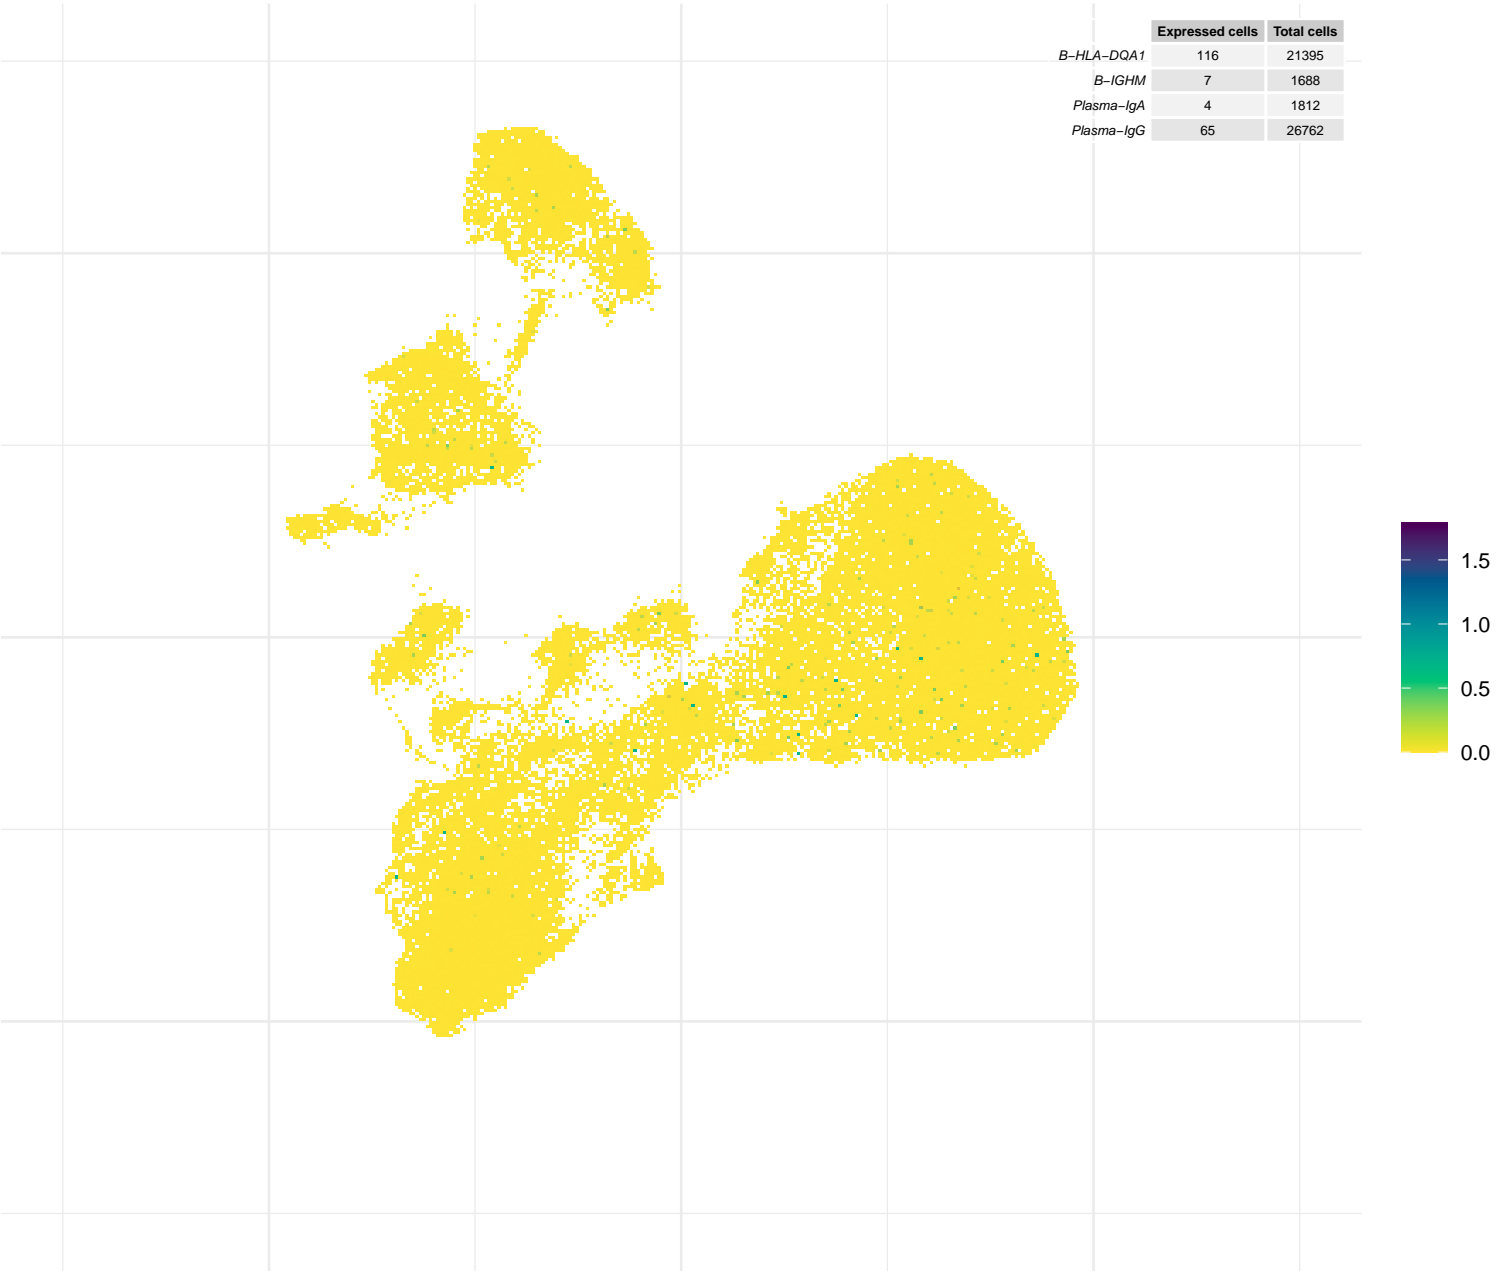 Expressed cells Total cells
B−HLA−DQA1 116 21395
B−IGHM 7 1688
Plasma−IgA 4 1812
Plasma−IgG 65 26762
1.5
1.0
0.5
0.0